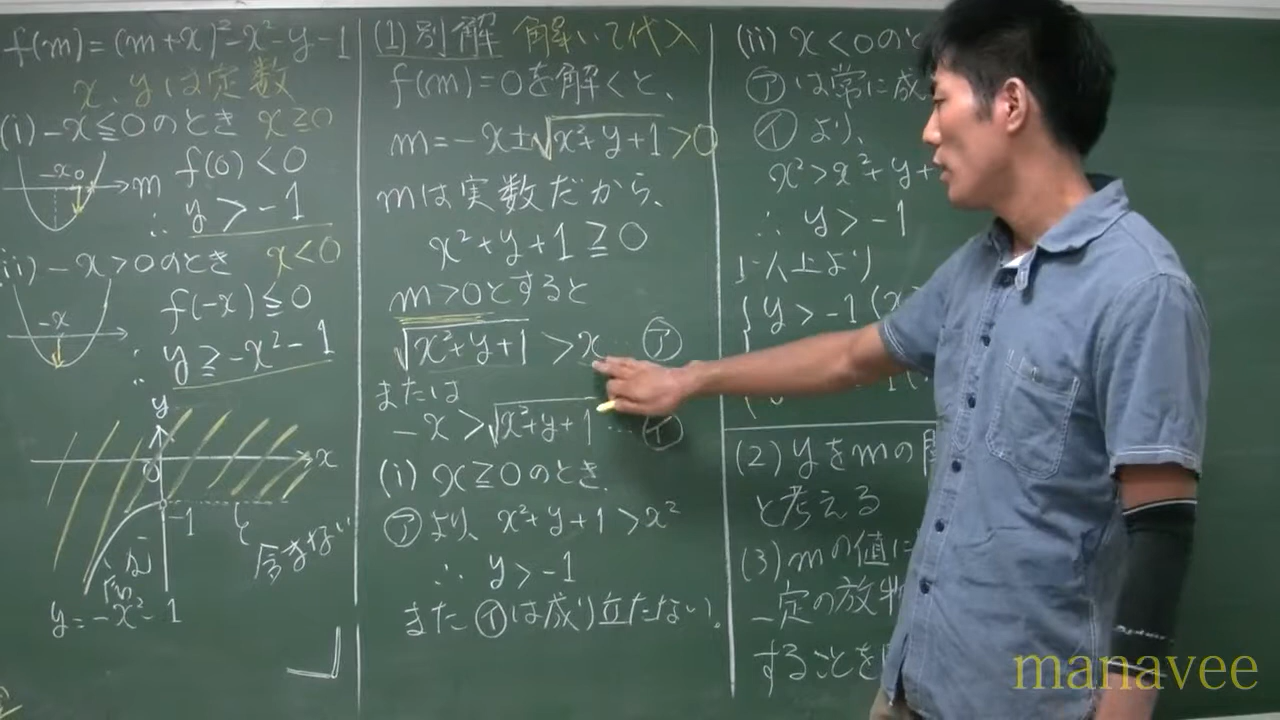 f(m)=(m+x)²-x²-y-1
x, yは定数
(i) -x≦0のとき x≧0
-x 0
m
f(0)<0
∴ y>-1
(ii) -x>0のとき x<0
-x
f(-x)≦0
∴ y≧-x²-1
y
0
x
-1
含む
含まない
y=-x²-1
(1)別解 解いて代入
f(m)=0を解くと、
m=-x±√x²+y+1>0
mは実数だから、
x²+y+1≧0
m>0とすると
√x²+y+1>x … ㋐
または
-x>√x²+y+1 … ㋑
(i) x≧0のとき、
㋐より、x²+y+1>x²
∴ y>-1
また㋑は成り立たない。
(ii) x<0のと
㋐は常に成
㋑より、
x²>x²+y+
∴ y>-1
以上より
y>-1 (x
(2) yをmの
と考える
(3) mの値に
一定の放物
することを
manavee